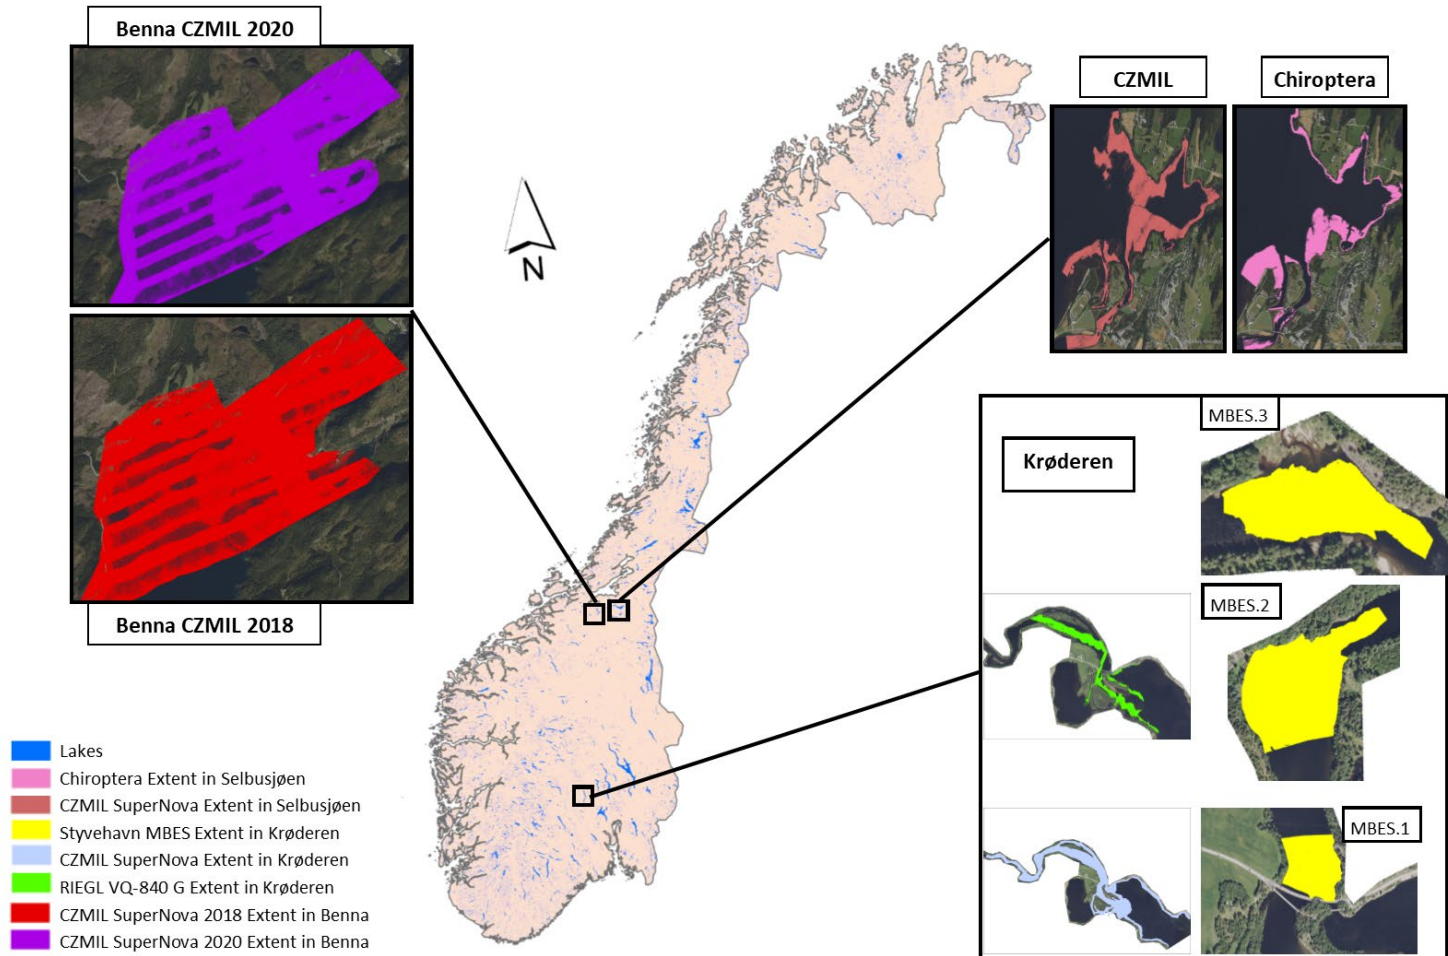 Benna CZMIL 2020
CZMIL
Chiroptera
N
Benna CZMIL 2018
Krøderen
MBES.3
MBES.2
MBES.1
Lakes
Chiroptera Extent in Selbusjøen
CZMIL SuperNova Extent in Selbusjøen
Styvehavn MBES Extent in Krøderen
CZMIL SuperNova Extent in Krøderen
RIEGL VQ-840 G Extent in Krøderen
CZMIL SuperNova 2018 Extent in Benna
CZMIL SuperNova 2020 Extent in Benna